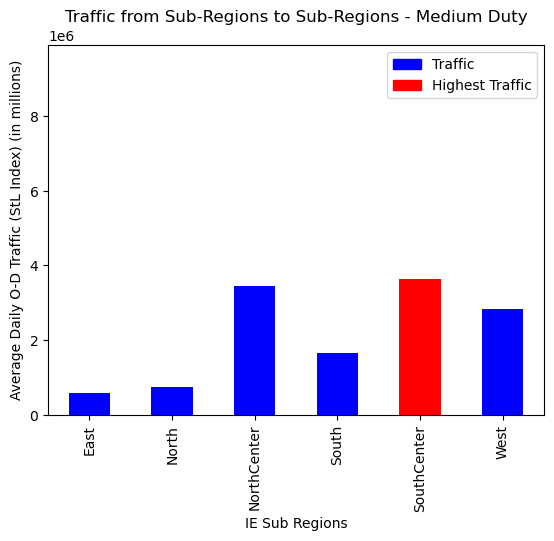 Traffic from Sub-Regions to Sub-Regions - Medium Duty
1e6
Traffic
Highest Traffic
Average Daily O-D Traffic (StL Index) (in millions)
8
6
4
2
0
East
North
NorthCenter
South
SouthCenter
West
IE Sub Regions